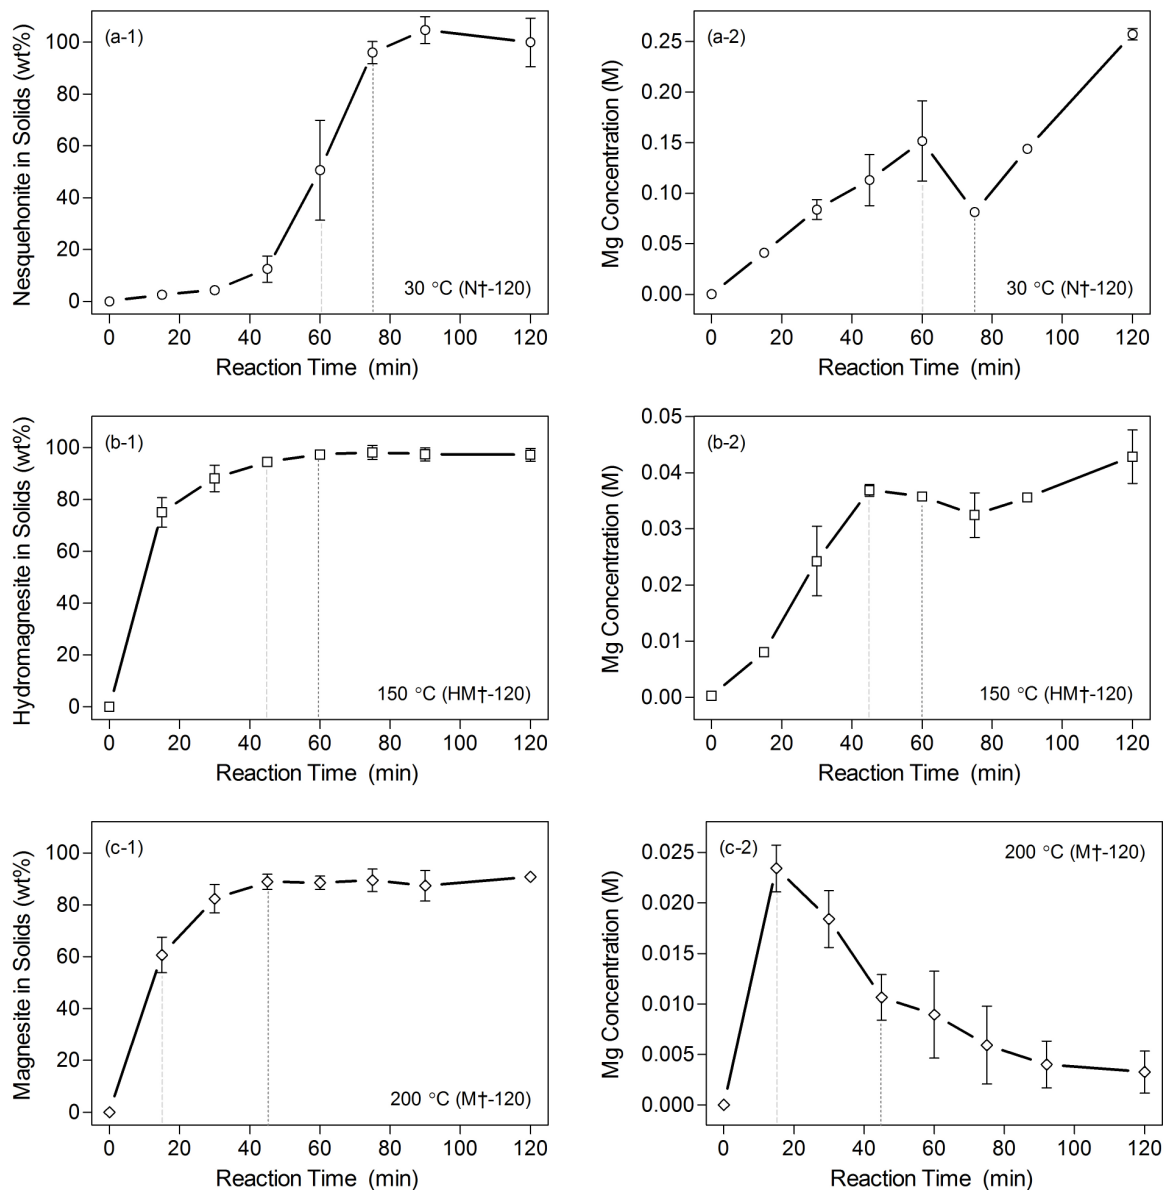 (a-1)
Nesquehonite in Solids (wt%)
100
80
60
40
20
0
30 °C (N†-120)
0 20 40 60 80 100 120
Reaction Time (min)
(a-2)
Mg Concentration (M)
0.25
0.20
0.15
0.10
0.05
0.00
30 °C (N†-120)
0 20 40 60 80 100 120
Reaction Time (min)
(b-1)
Hydromagnesite in Solids (wt%)
100
80
60
40
20
0
150 °C (HM†-120)
0 20 40 60 80 100 120
Reaction Time (min)
(b-2)
Mg Concentration (M)
0.05
0.04
0.03
0.02
0.01
0.00
150 °C (HM†-120)
0 20 40 60 80 100 120
Reaction Time (min)
(c-1)
Magnesite in Solids (wt%)
100
80
60
40
20
0
200 °C (M†-120)
0 20 40 60 80 100 120
Reaction Time (min)
(c-2)
200 °C (M†-120)
Mg Concentration (M)
0.025
0.020
0.015
0.010
0.005
0.000
0 20 40 60 80 100 120
Reaction Time (min)